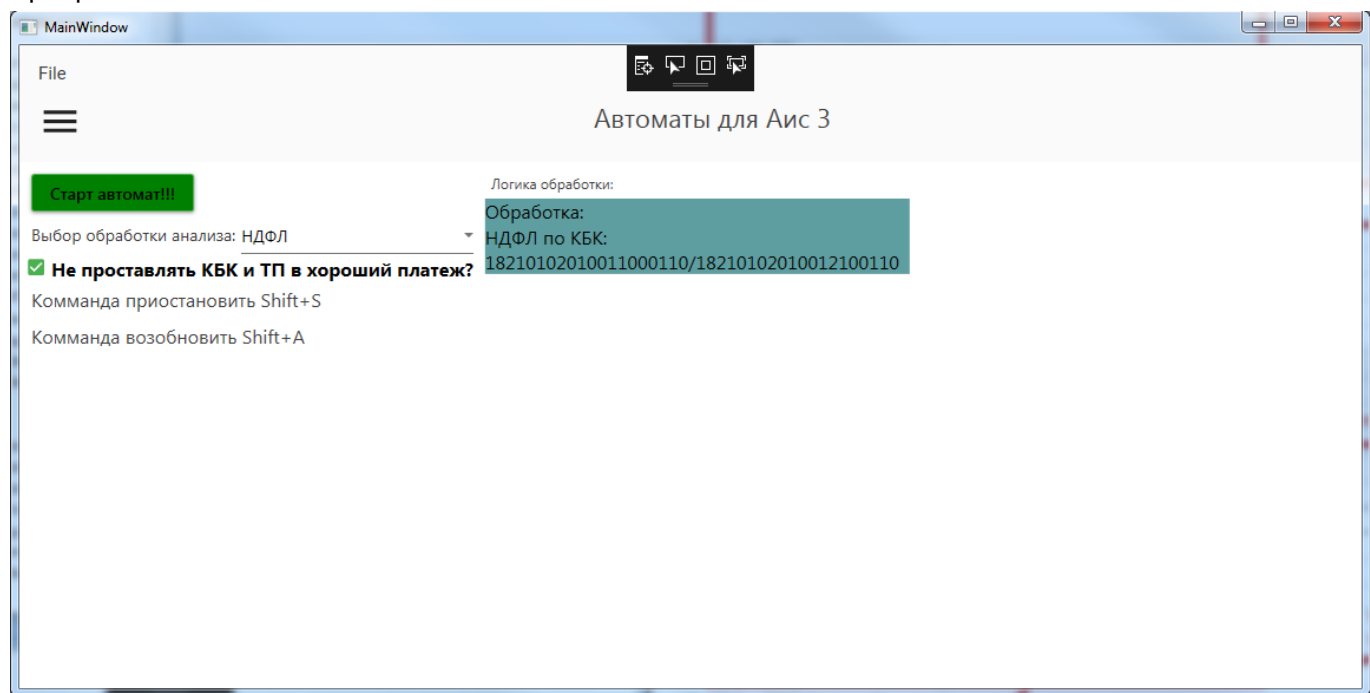 MainWindow
File
Автоматы для Аис 3
Старт автомат!!!
Логика обработки:
Обработка:
Выбор обработки анализа: НДФЛ
НДФЛ по КБК:
18210102010011000110/18210102010012100110
Не проставлять КБК и ТП в хороший платеж?
Комманда приостановить Shift+S
Комманда возобновить Shift+A